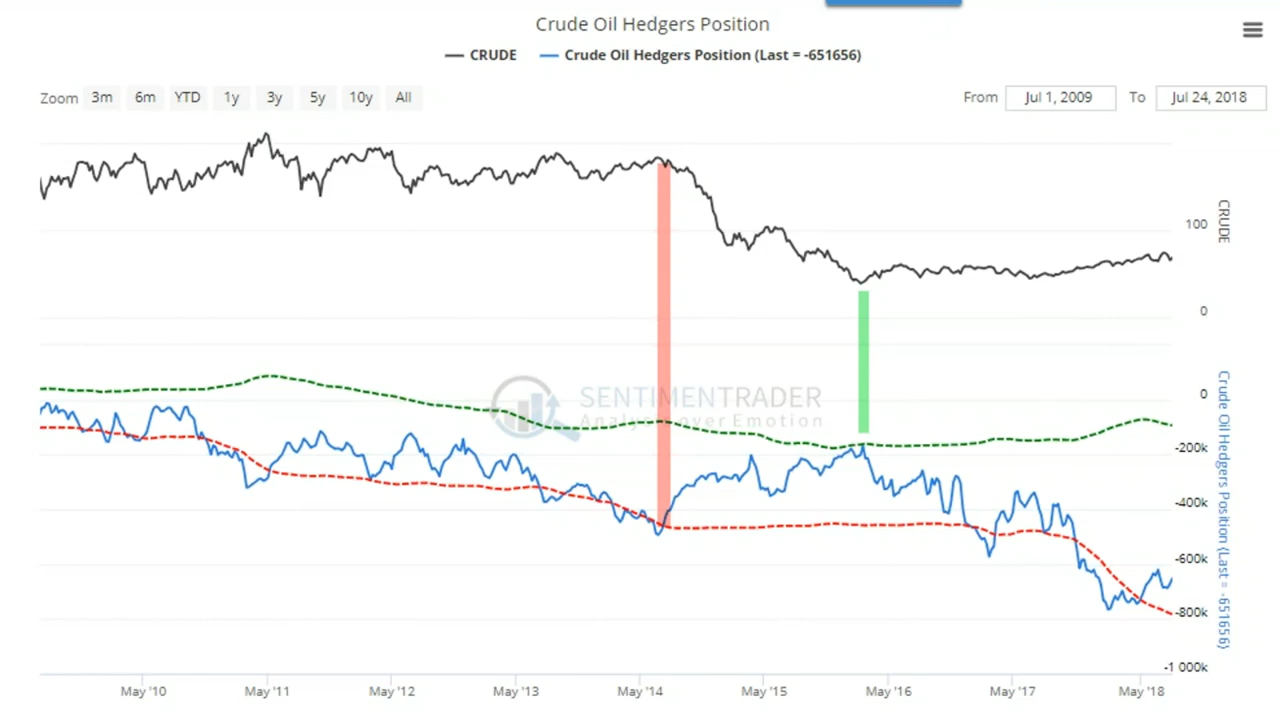 Crude Oil Hedgers Position
CRUDE Crude Oil Hedgers Position (Last = -651656)
Zoom 3m 6m YTD 1y 3y 5y 10y All From Jul 1, 2009 To Jul 24, 2018
CRUDE
100
0
SENTIMENTRADER
Analysis over Emotion
Crude Oil Hedgers Position (Last = -651656)
0
-200k
-400k
-600k
-800k
-1 000k
May '10 May '11 May '12 May '13 May '14 May '15 May '16 May '17 May '18